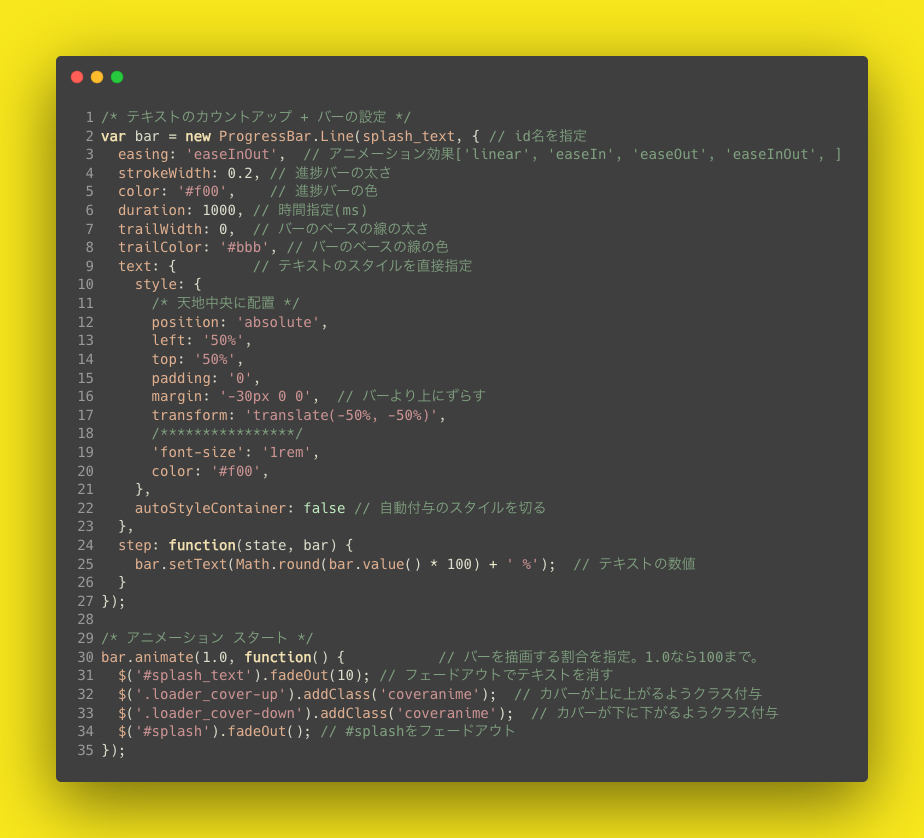 1 /* テキストのカウントアップ + バーの設定 */
2 var bar = new ProgressBar.Line(splash_text, { // id名を指定
3   easing: 'easeInOut',  // アニメーション効果['linear', 'easeIn', 'easeOut', 'easeInOut', ]
4   strokeWidth: 0.2, // 進捗バーの太さ
5   color: '#f00',    // 進捗バーの色
6   duration: 1000, // 時間指定(ms)
7   trailWidth: 0,  // バーのベースの線の太さ
8   trailColor: '#bbb', // バーのベースの線の色
9   text: {         // テキストのスタイルを直接指定
10     style: {
11       /* 天地中央に配置 */
12       position: 'absolute',
13       left: '50%',
14       top: '50%',
15       padding: '0',
16       margin: '-30px 0 0',  // バーより上にずらす
17       transform: 'translate(-50%, -50%)',
18       /****************/
19       'font-size': '1rem',
20       color: '#f00',
21     },
22     autoStyleContainer: false // 自動付与のスタイルを切る
23   },
24   step: function(state, bar) {
25     bar.setText(Math.round(bar.value() * 100) + ' %');  // テキストの数値
26   }
27 });
28
29 /* アニメーション スタート */
30 bar.animate(1.0, function() {           // バーを描画する割合を指定。1.0なら100まで。
31   $('#splash_text').fadeOut(10); // フェードアウトでテキストを消す
32   $('.loader_cover-up').addClass('coveranime');  // カバーが上に上がるようクラス付与
33   $('.loader_cover-down').addClass('coveranime');  // カバーが下に下がるようクラス付与
34   $('#splash').fadeOut(); // #splashをフェードアウト
35 });